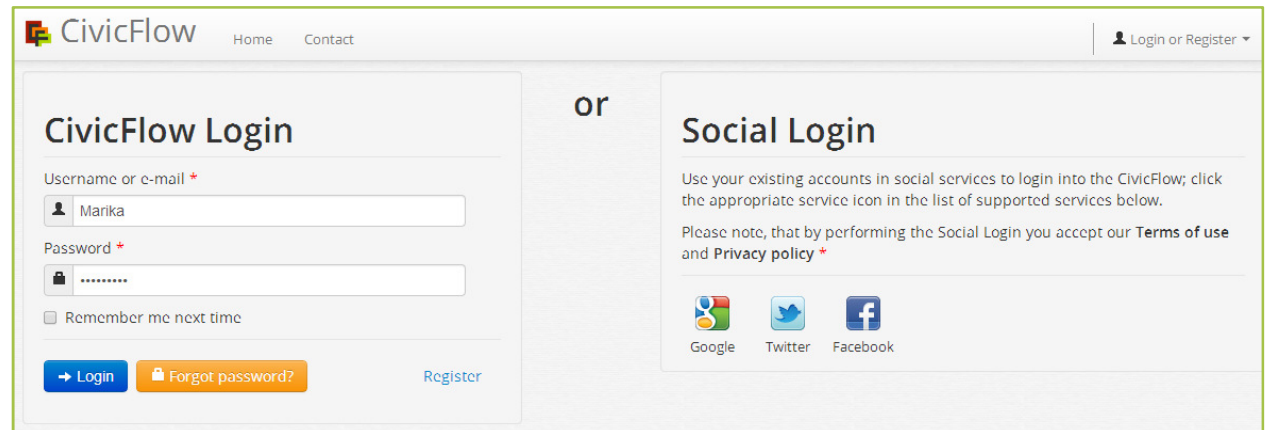 CivicFlow Home Contact Login or Register
CivicFlow Login
Username or e-mail *
Marika
Password *
•••••••••
Remember me next time
Login Forgot password? Register
or
Social Login
Use your existing accounts in social services to login into the CivicFlow; click
the appropriate service icon in the list of supported services below.
Please note, that by performing the Social Login you accept our Terms of use
and Privacy policy *
Google Twitter Facebook